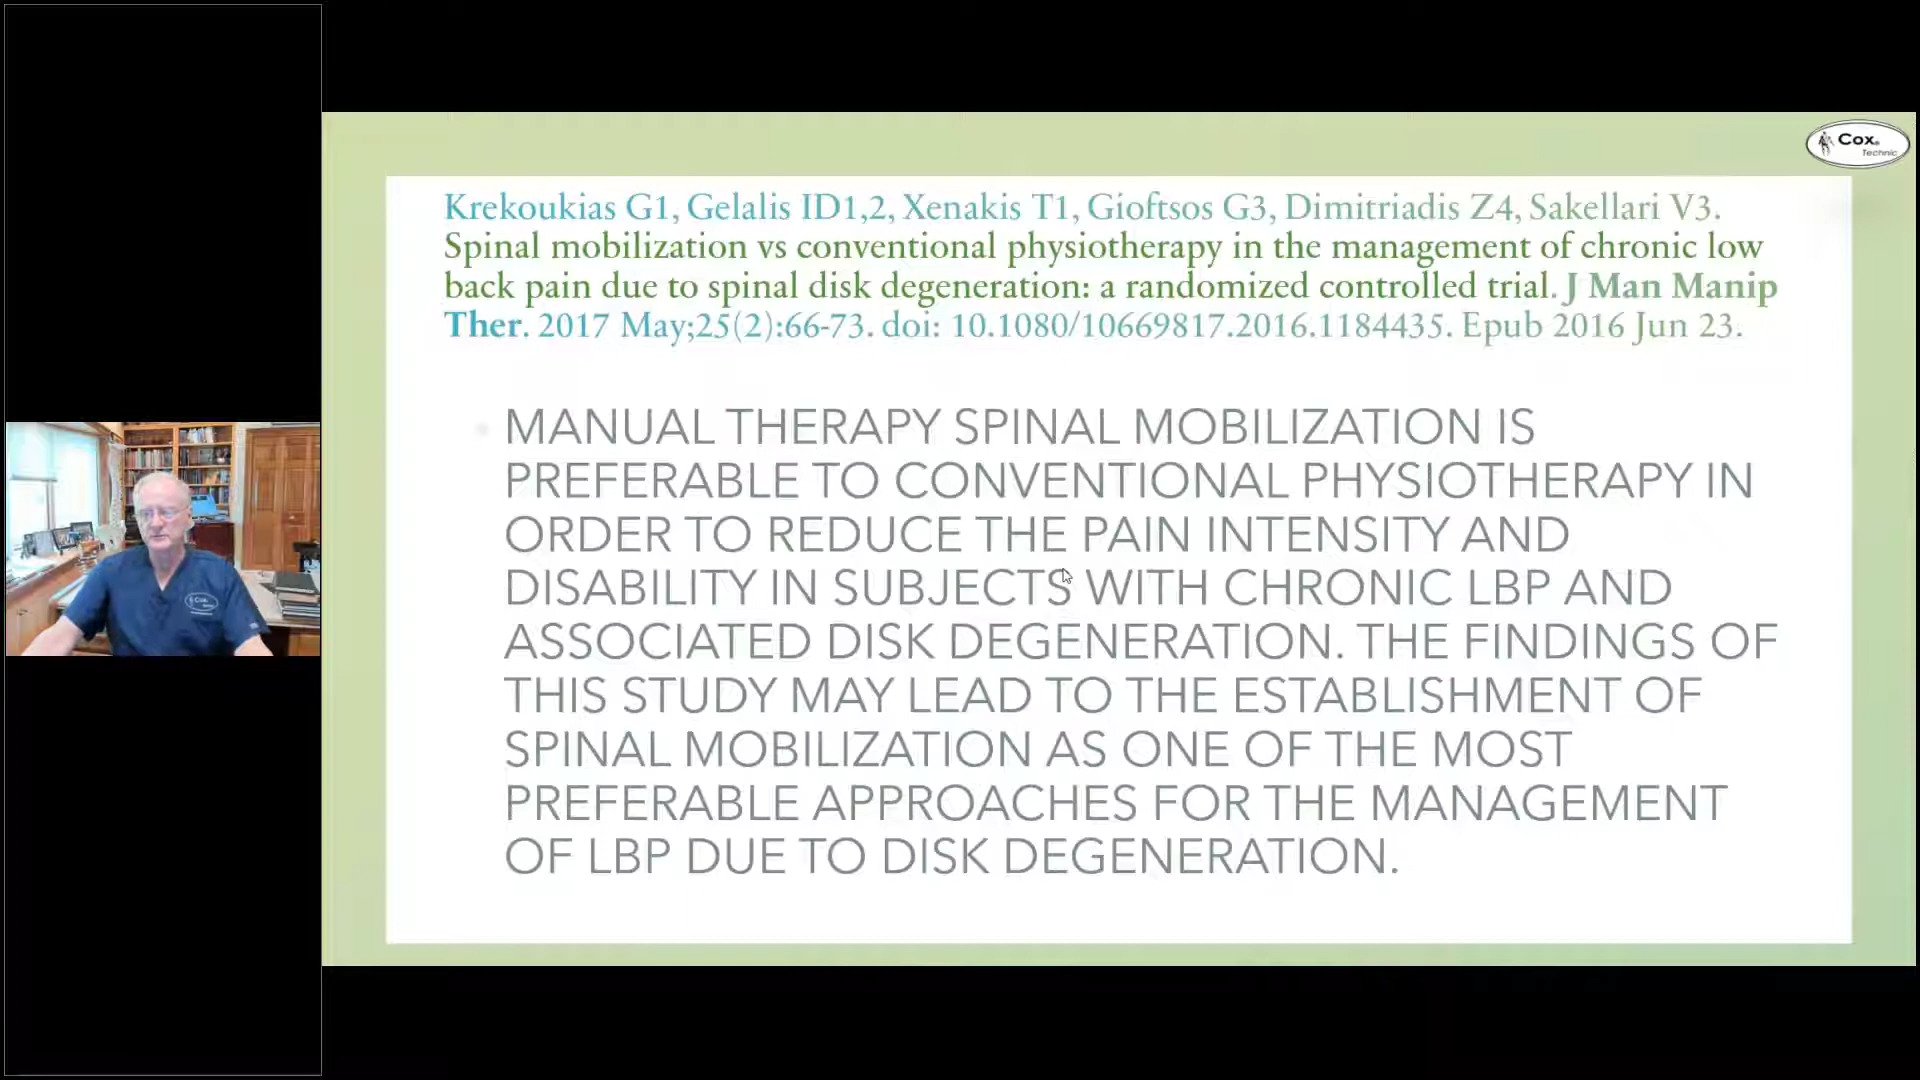 Cox®
Technic
Krekoukias G1, Gelalis ID1,2, Xenakis T1, Gioftsos G3, Dimitriadis Z4, Sakellari V3.
Spinal mobilization vs conventional physiotherapy in the management of chronic low
back pain due to spinal disk degeneration: a randomized controlled trial. J Man Manip
Ther. 2017 May;25(2):66-73. doi: 10.1080/10669817.2016.1184435. Epub 2016 Jun 23.
MANUAL THERAPY SPINAL MOBILIZATION IS
PREFERABLE TO CONVENTIONAL PHYSIOTHERAPY IN
ORDER TO REDUCE THE PAIN INTENSITY AND
DISABILITY IN SUBJECTS WITH CHRONIC LBP AND
ASSOCIATED DISK DEGENERATION. THE FINDINGS OF
THIS STUDY MAY LEAD TO THE ESTABLISHMENT OF
SPINAL MOBILIZATION AS ONE OF THE MOST
PREFERABLE APPROACHES FOR THE MANAGEMENT
OF LBP DUE TO DISK DEGENERATION.
Cox